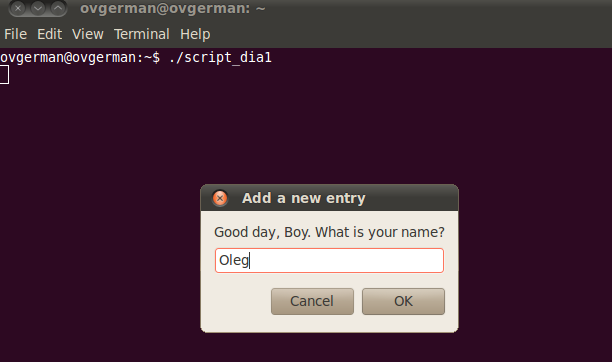 ovgerman@ovgerman: ~
File Edit View Terminal Help
ovgerman@ovgerman:~$ ./script_dia1
Add a new entry
Good day, Boy. What is your name?
Oleg
Cancel OK